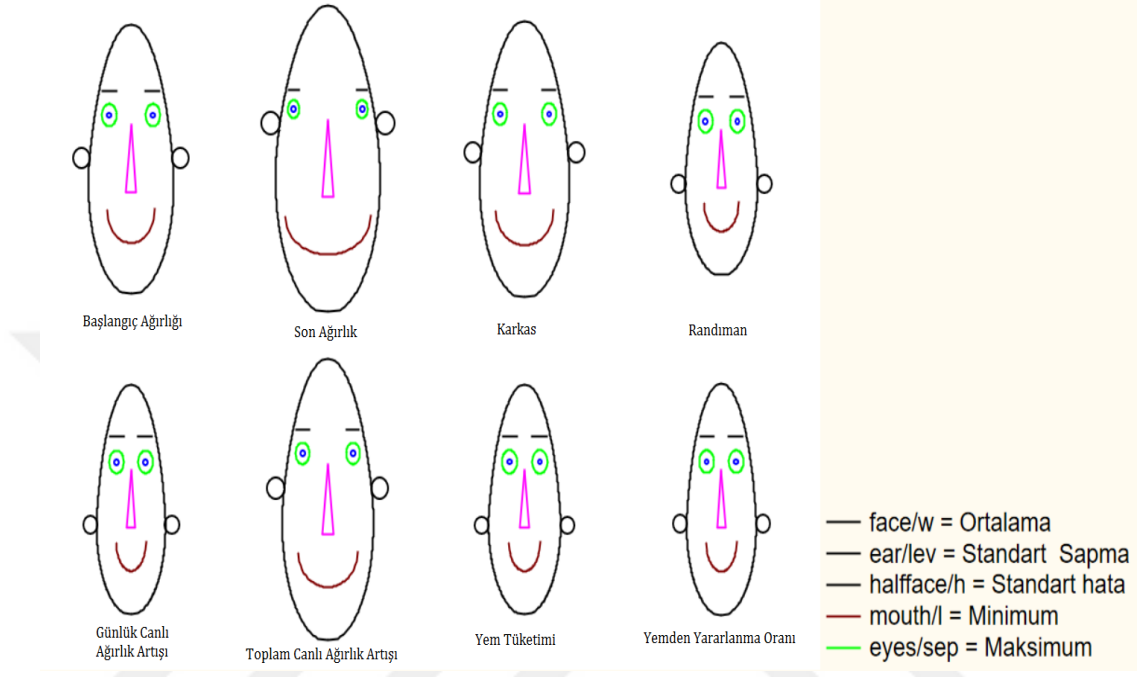 Başlangıç Ağırlığı
Son Ağırlık
Karkas
Randıman
Günlük Canlı
Ağırlık Artışı
Toplam Canlı Ağırlık Artışı
Yem Tüketimi
Yemden Yararlanma Oranı
face/w = Ortalama
ear/lev = Standart Sapma
halfface/h = Standart hata
mouth/l = Minimum
eyes/sep = Maksimum